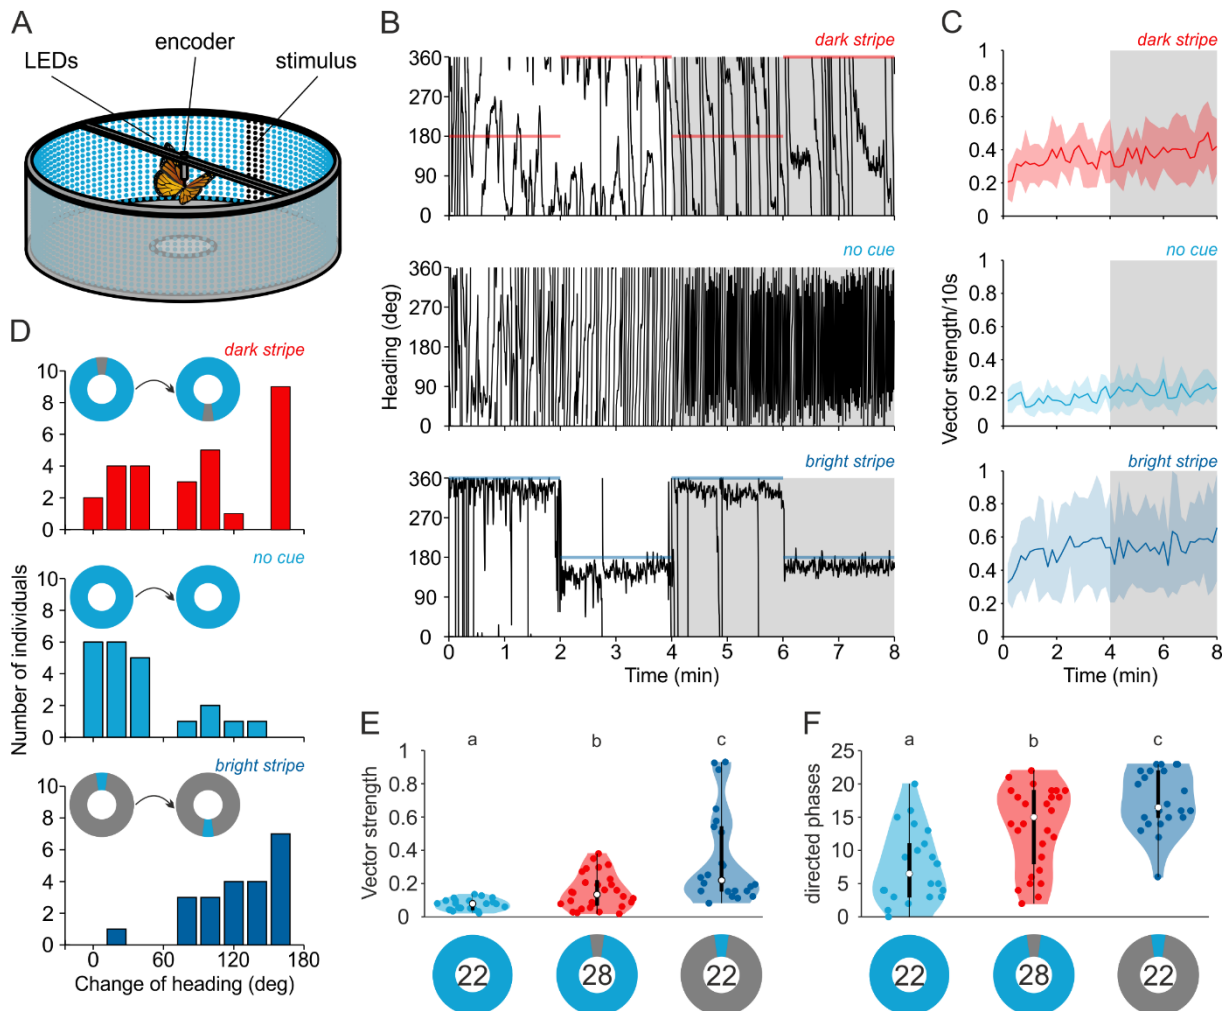 A
encoder
LEDs
stimulus
B
dark stripe
360
270
180
90
0
no cue
360
270
180
90
0
Heading (deg)
bright stripe
360
270
180
90
0
0 1 2 3 4 5 6 7 8
Time (min)
C
dark stripe
1
0.8
0.6
0.4
0.2
0
no cue
1
0.8
0.6
0.4
0.2
0
Vector strength/10s
bright stripe
1
0.8
0.6
0.4
0.2
0
0 2 4 6 8
Time (min)
D
dark stripe
10
8
6
4
2
0
no cue
10
8
6
4
2
0
Number of individuals
bright stripe
10
8
6
4
2
0
0 60 120 180
Change of heading (deg)
E
a b c
1
0.8
0.6
0.4
0.2
0
Vector strength
22 28 22
F
a b c
25
20
15
10
5
0
directed phases
22 28 22